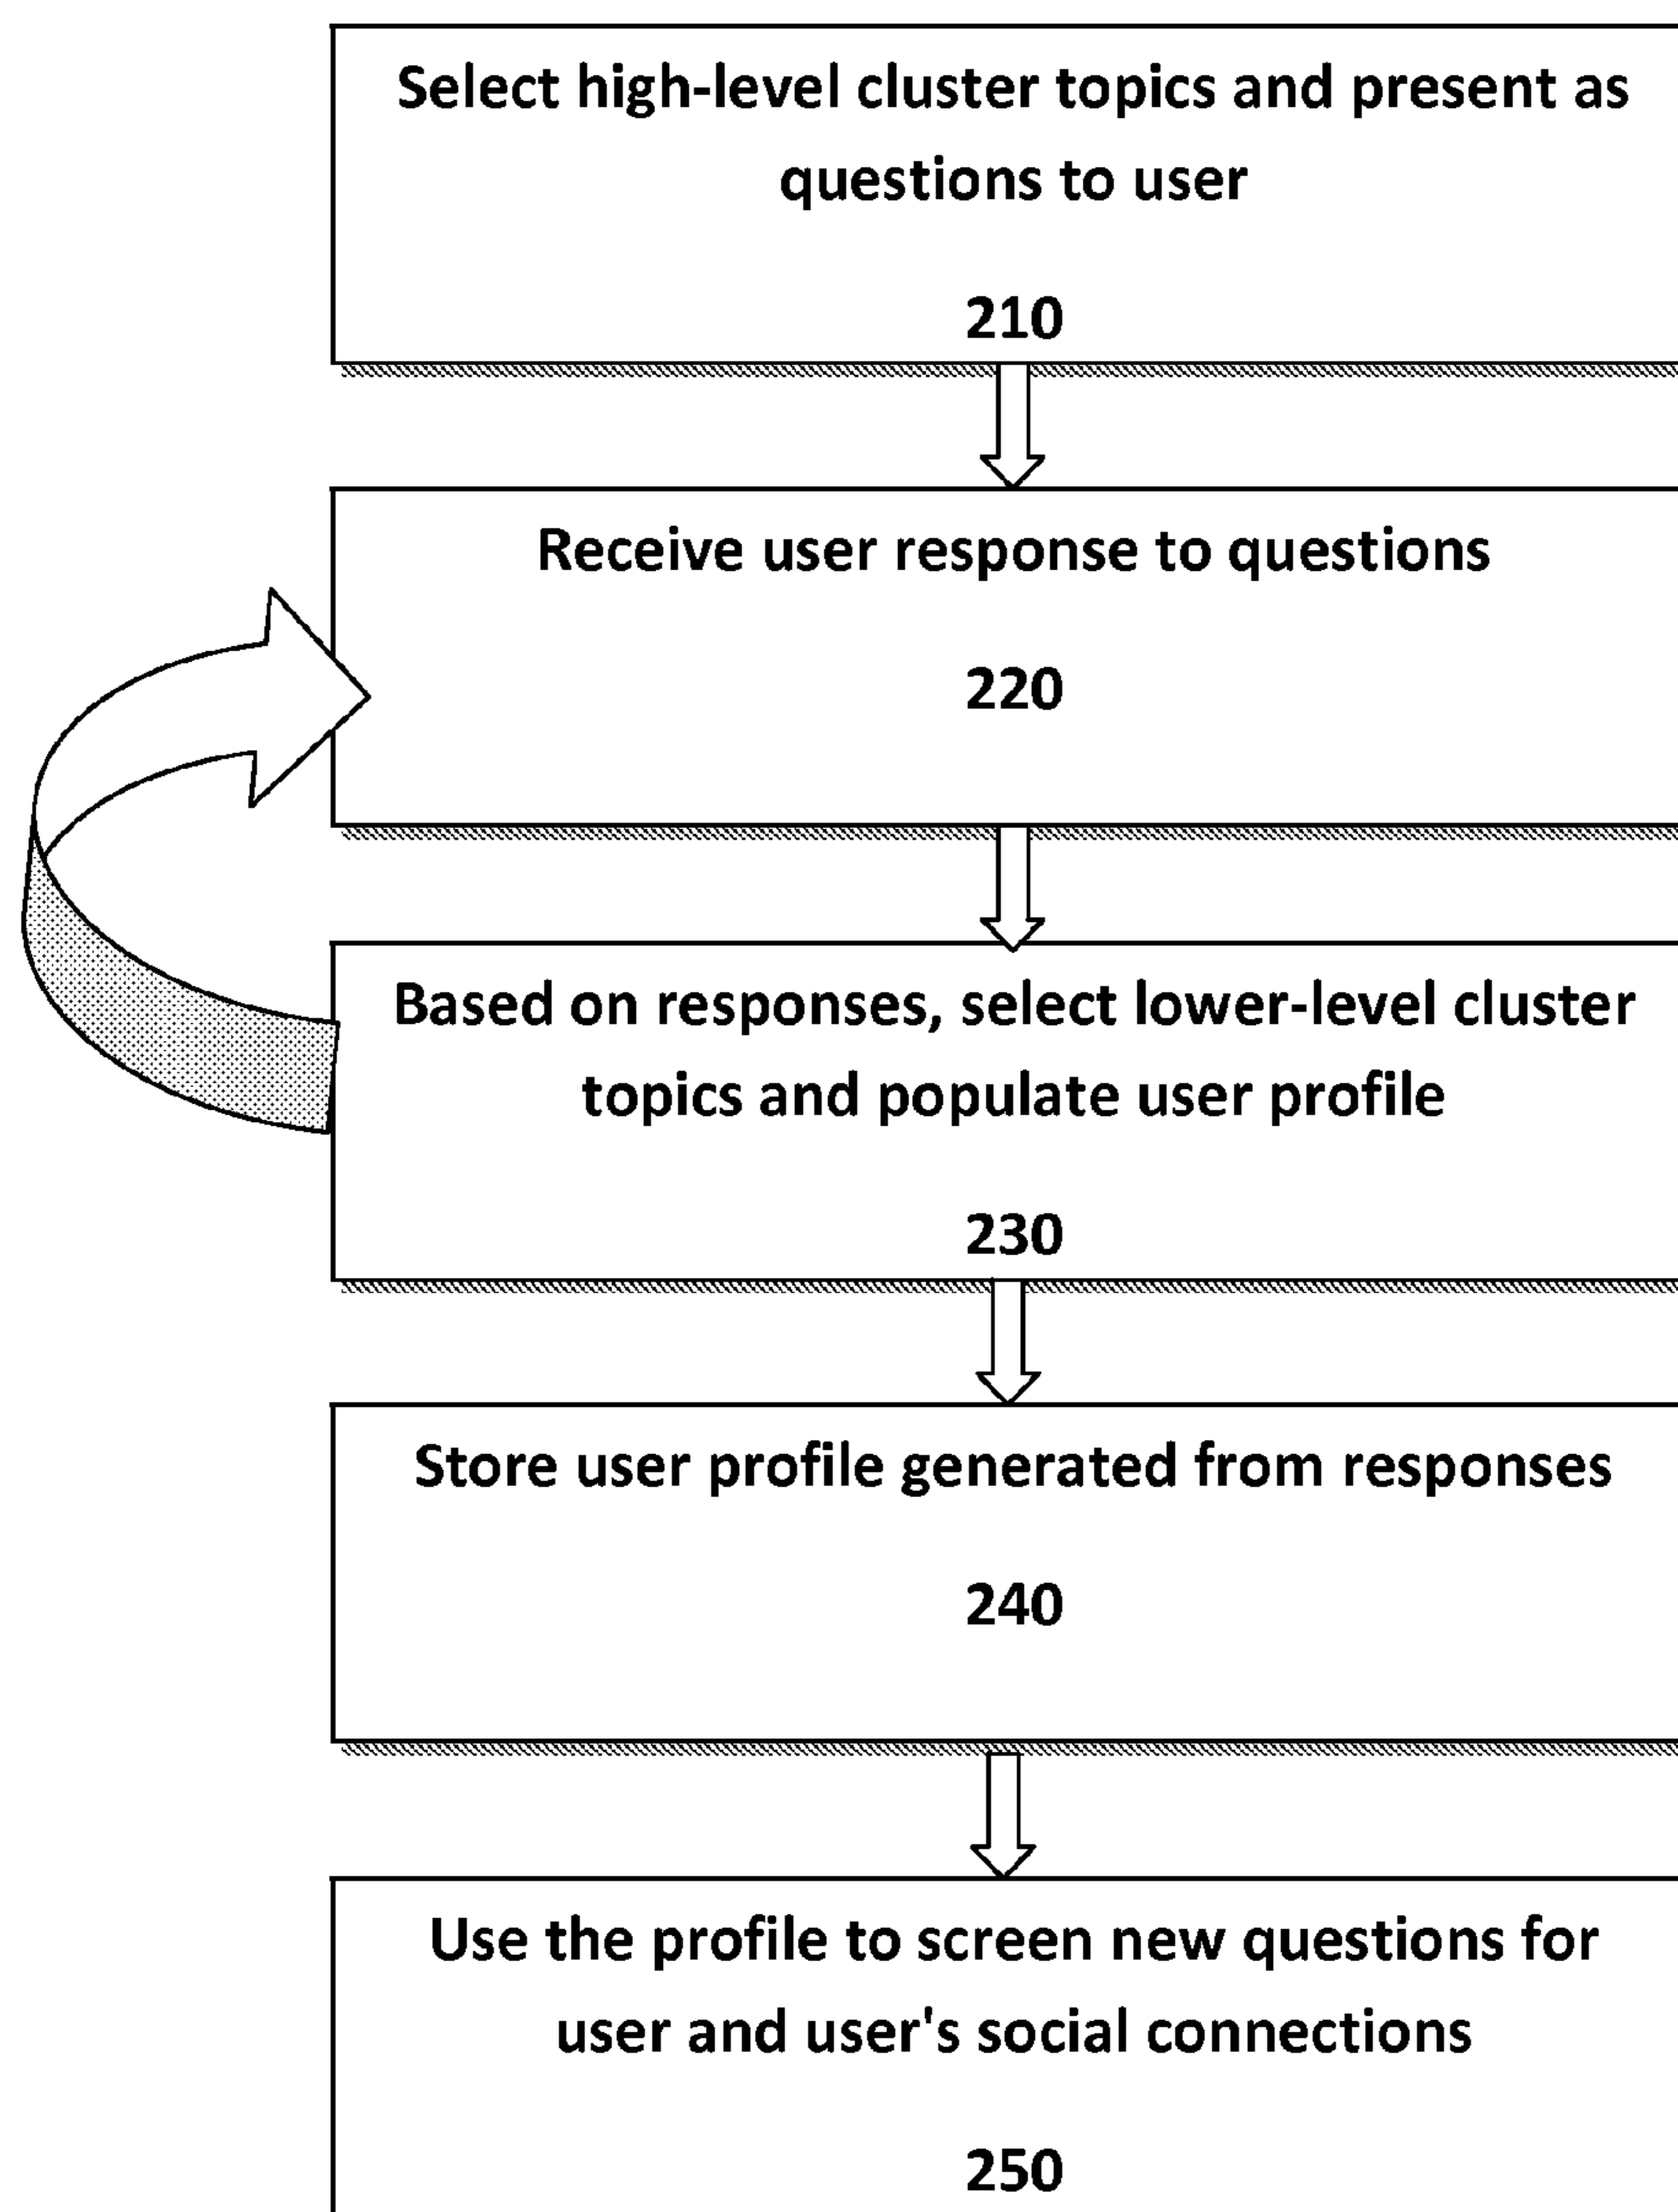 Select high-level cluster topics and present as
questions to user
210
Receive user response to questions
220
Based on responses, select lower-level cluster
topics and populate user profile
230
Store user profile generated from responses
240
Use the profile to screen new questions for
user and user's social connections
250